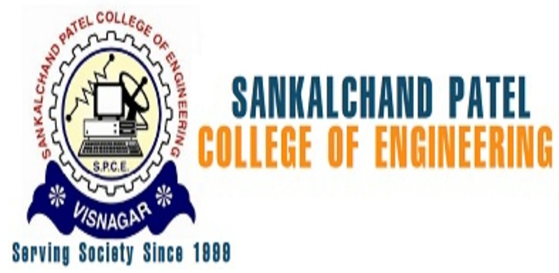 SANKALCHAND PATEL COLLEGE OF ENGINEERING
S.P.C.E.
VISNAGAR
Serving Society Since 1999
SANKALCHAND PATEL
COLLEGE OF ENGINEERING